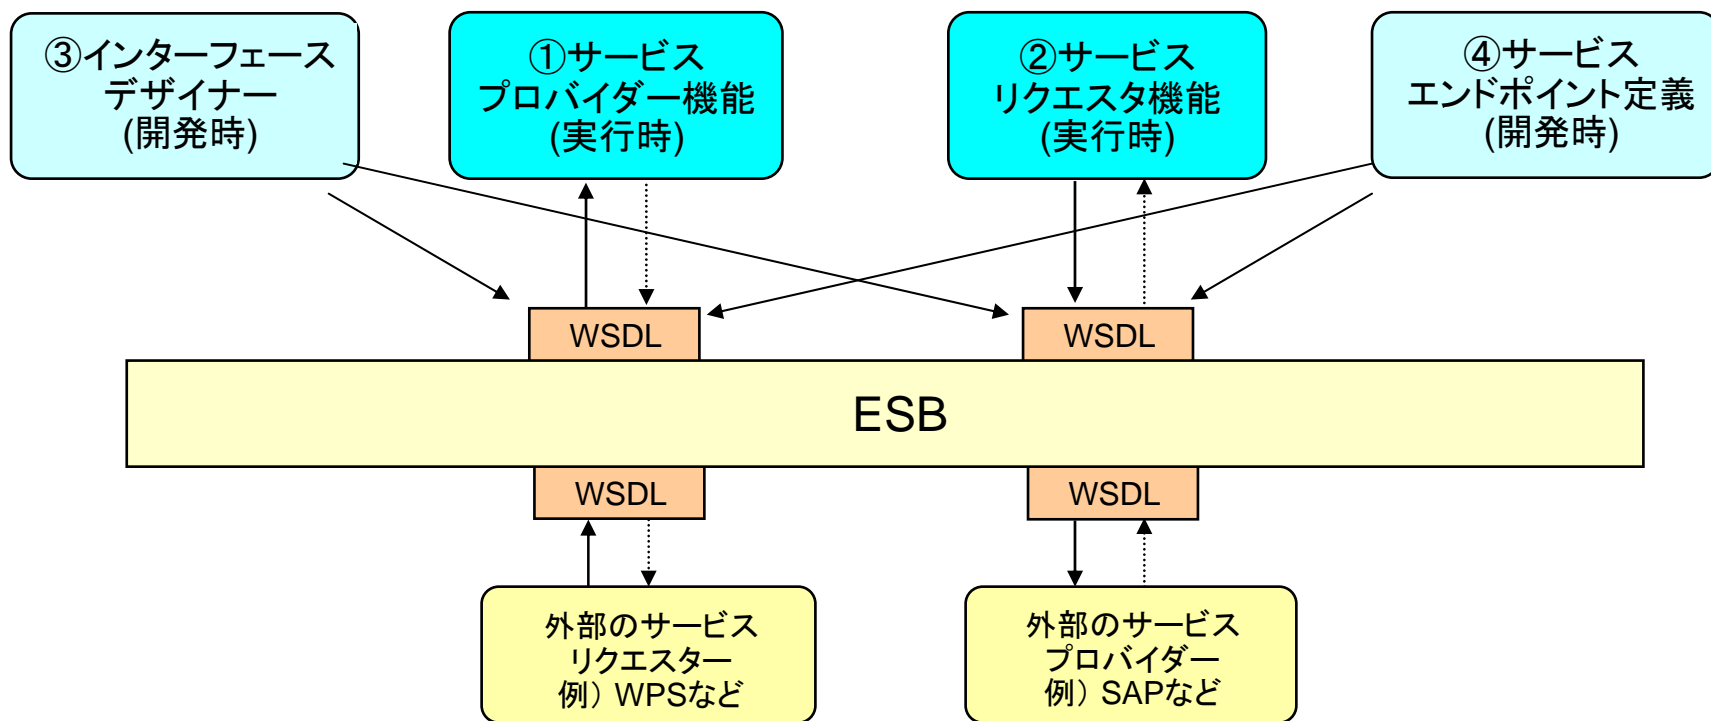 ③インターフェース
デザイナー
(開発時)
①サービス
プロバイダー機能
(実行時)
②サービス
リクエスタ機能
(実行時)
④サービス
エンドポイント定義
(開発時)
WSDL
WSDL
ESB
WSDL
WSDL
外部のサービス
リクエスター
例）WPSなど
外部のサービス
プロバイダー
例）SAPなど